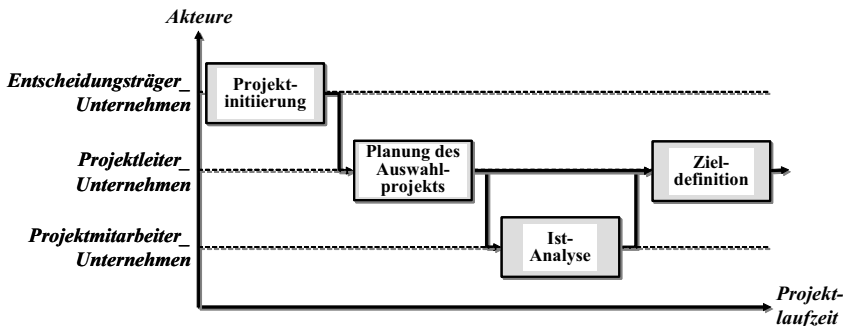 Akteure
Entscheidungsträger_
Unternehmen
Projekt-
initiierung
Projektleiter_
Unternehmen
Planung des
Auswahl-
projekts
Ziel-
definition
Projektmitarbeiter_
Unternehmen
Ist-
Analyse
Projekt-
laufzeit